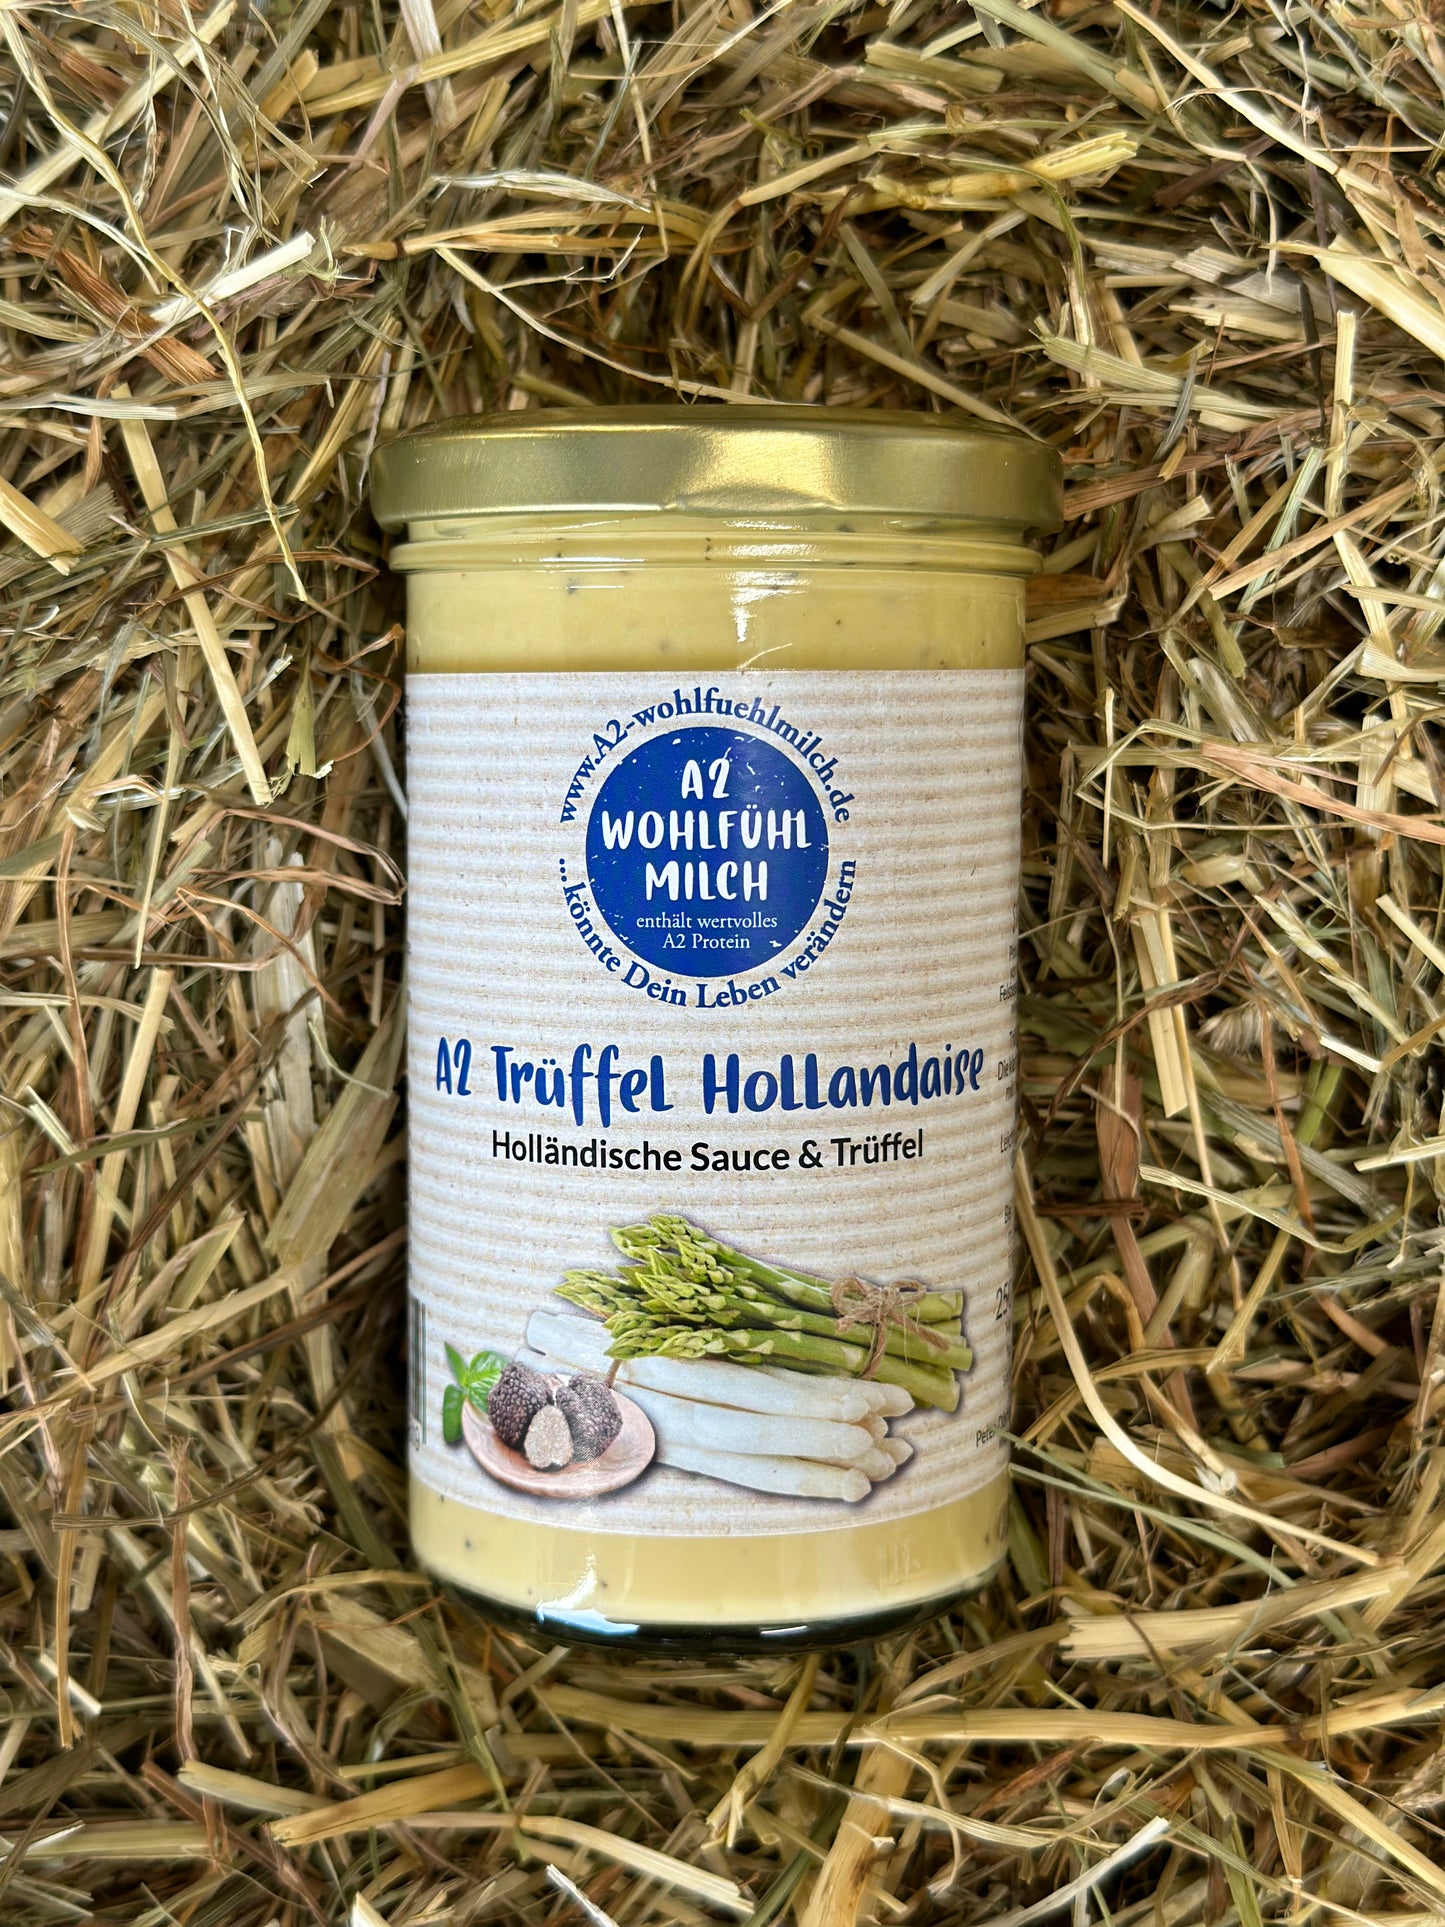 www.A2-wohlfuehlmilch.de
A2
WOHLFÜHL
MILCH
enthält wertvolles
A2 Protein
... könnte Dein Leben verändern
A2 Trüffel Hollandaise
Holländische Sauce & Trüffel